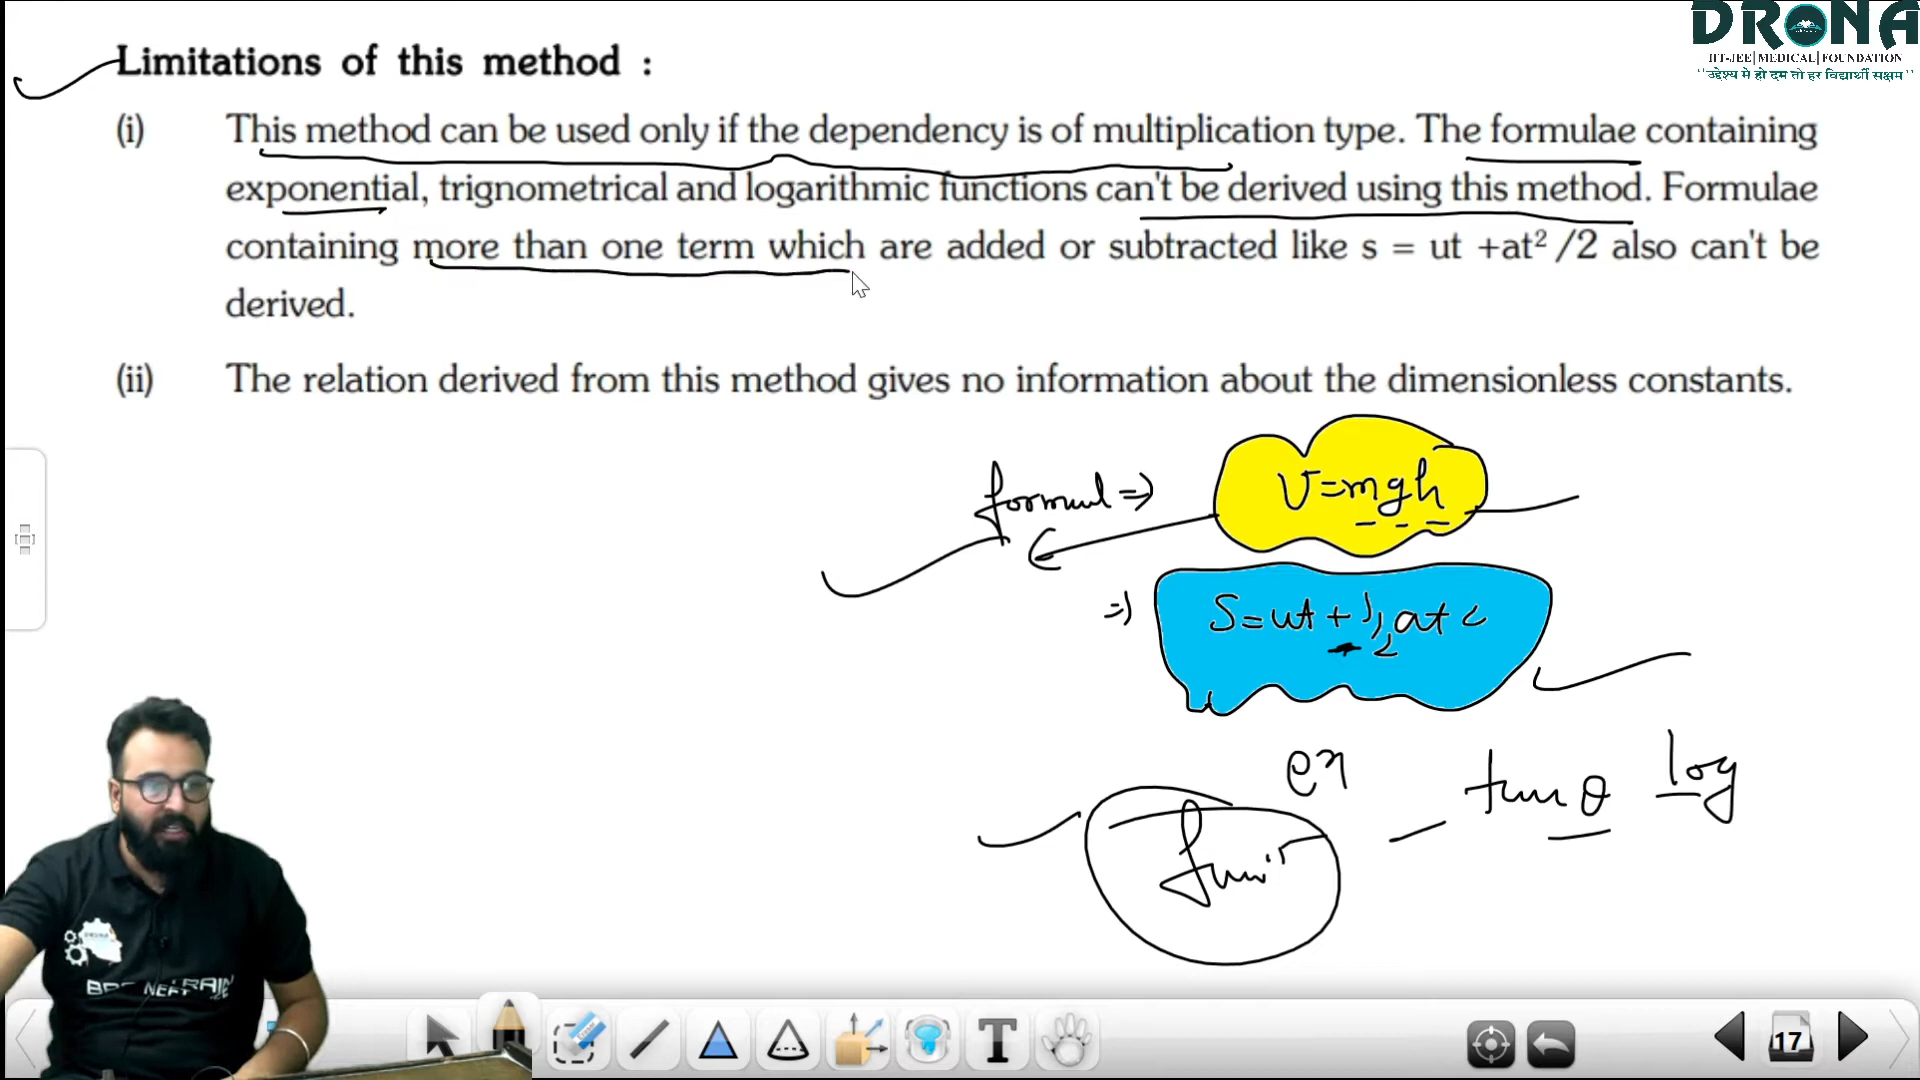 DRONA
IIT-JEE|MEDICAL|FOUNDATION
"उद्देश्य मे हो दम तो हर विद्यार्थी सक्षम"
Limitations of this method :
(i) This method can be used only if the dependency is of multiplication type. The formulae containing
exponential, trignometrical and logarithmic functions can't be derived using this method. Formulae
containing more than one term which are added or subtracted like s = ut +at² /2 also can't be
derived.
(ii) The relation derived from this method gives no information about the dimensionless constants.
formul => U=mgh
=> S=ut + 1/2 at2
log
T
17